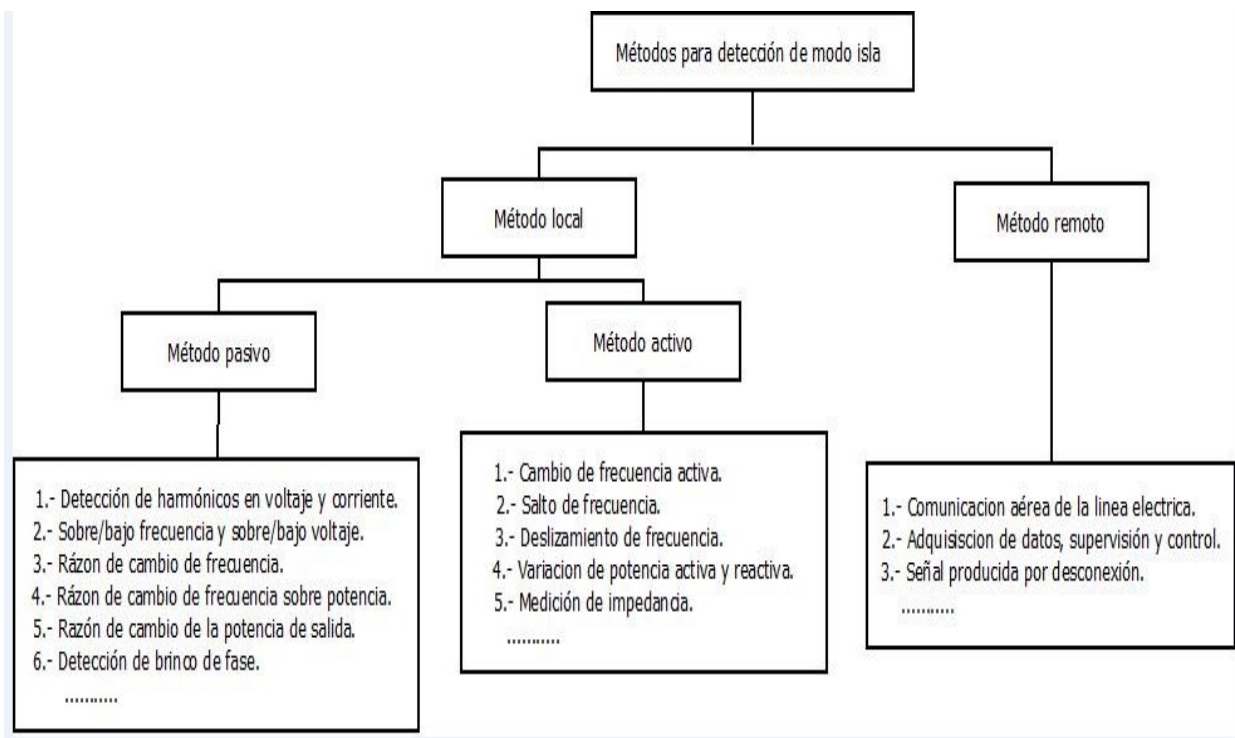 Métodos para detección de modo isla
Método local
Método remoto
Método pasivo
Método activo
1.- Detección de harmónicos en voltaje y corriente.
2.- Sobre/bajo frecuencia y sobre/bajo voltaje.
3.- Rázon de cambio de frecuencia.
4.- Rázon de cambio de frecuencia sobre potencia.
5.- Razón de cambio de la potencia de salida.
6.- Detección de brinco de fase.
...........
1.- Cambio de frecuencia activa.
2.- Salto de frecuencia.
3.- Deslizamiento de frecuencia.
4.- Variacion de potencia activa y reactiva.
5.- Medición de impedancia.
...........
1.- Comunicacion aérea de la linea electrica.
2.- Adquisiscion de datos, supervisión y control.
3.- Señal producida por desconexión.
...........